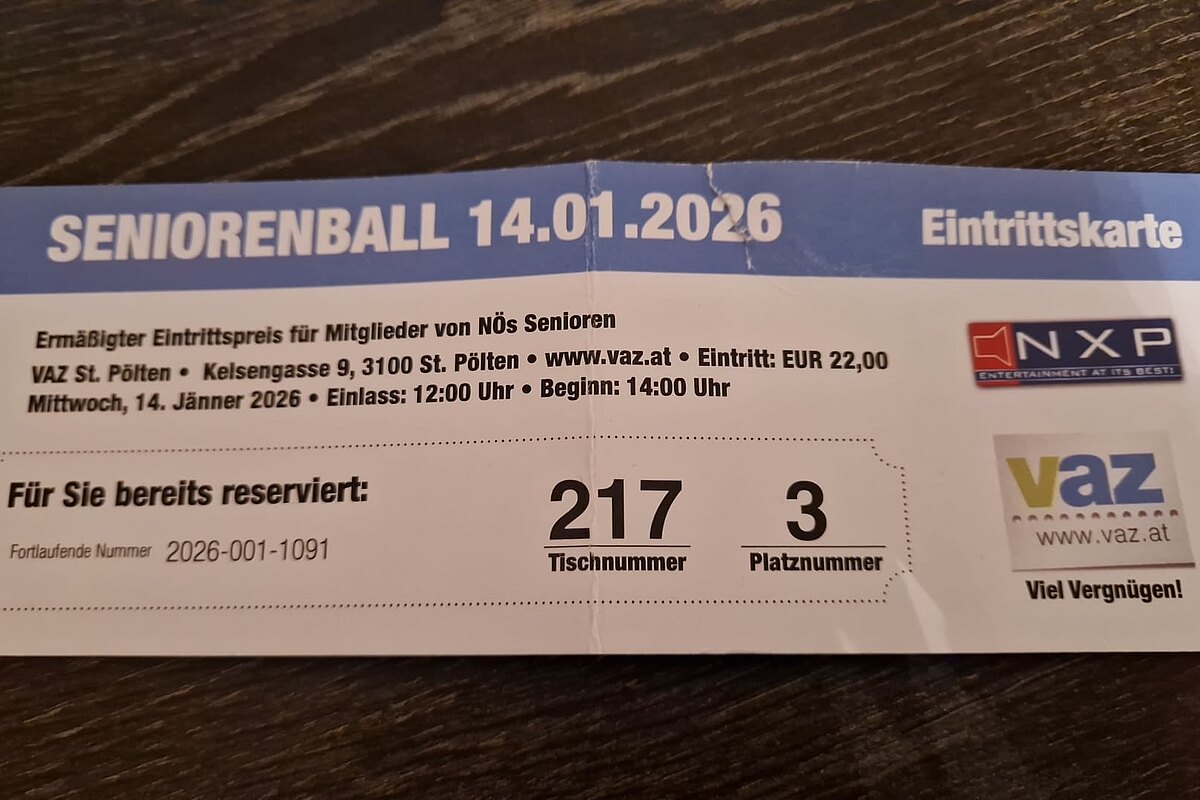 SENIORENBALL 14.01.2026
Eintrittskarte
Ermäßigter Eintrittspreis für Mitglieder von NÖs Senioren
VAZ St. Pölten • Kelsengasse 9, 3100 St. Pölten • www.vaz.at • Eintritt: EUR 22,00
Mittwoch, 14. Jänner 2026 • Einlass: 12:00 Uhr • Beginn: 14:00 Uhr
NXP
ENTERTAINMENT AT ITS BEST!
Für Sie bereits reserviert:
Fortlaufende Nummer 2026-001-1091
217
Tischnummer
3
Platznummer
vaz
www.vaz.at
Viel Vergnügen!